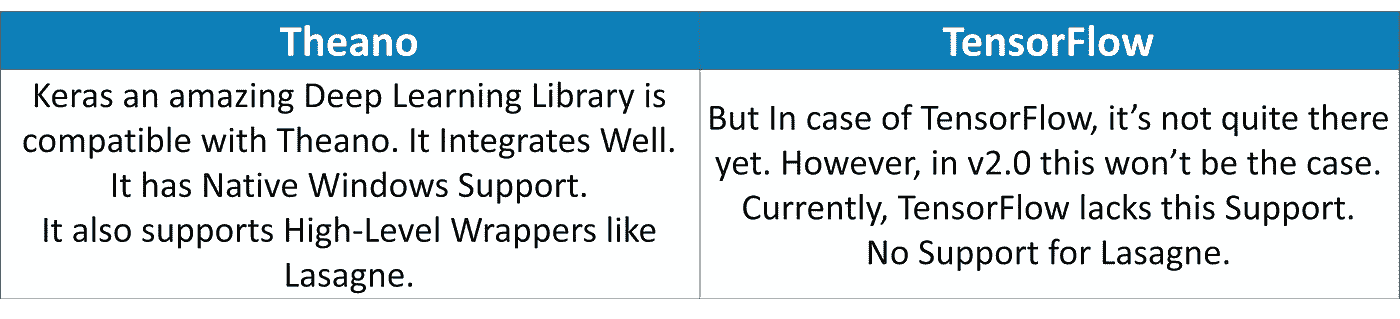 Theano
TensorFlow
Keras an amazing Deep Learning Library is
compatible with Theano. It Integrates Well.
It has Native Windows Support.
It also supports High-Level Wrappers like
Lasagne.
But In case of TensorFlow, it’s not quite there
yet. However, in v2.0 this won’t be the case.
Currently, TensorFlow lacks this Support.
No Support for Lasagne.